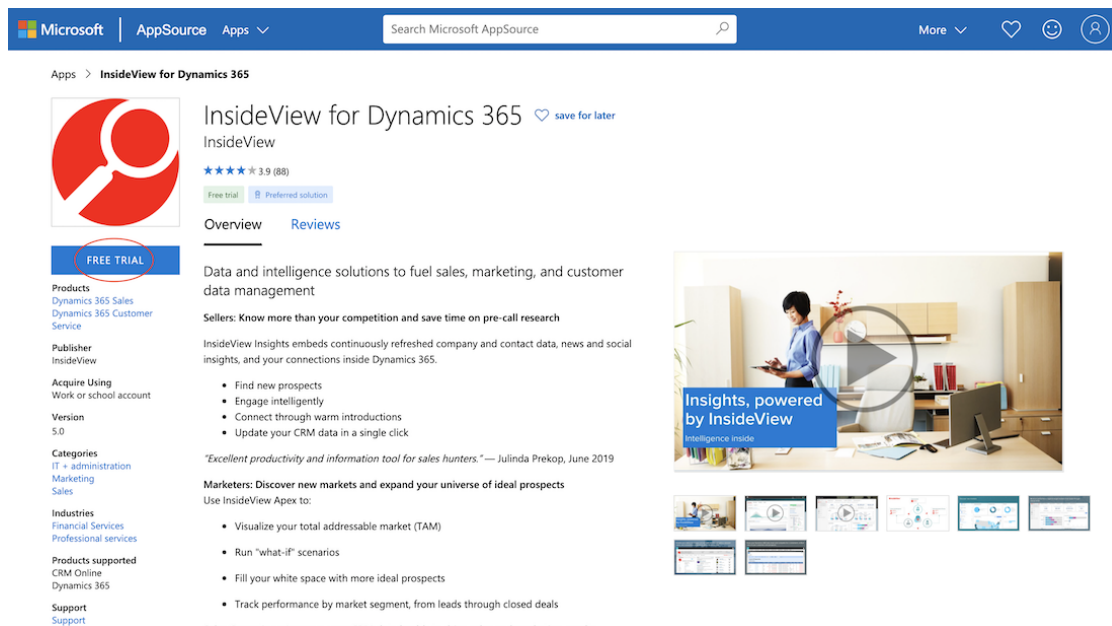 Microsoft
AppSource
Apps
Search Microsoft AppSource
More
Apps > InsideView for Dynamics 365
InsideView for Dynamics 365
save for later
InsideView
3.9 (88)
Free trial
Preferred solution
Overview
Reviews
FREE TRIAL
Products
Dynamics 365 Sales
Dynamics 365 Customer
Service
Publisher
InsideView
Acquire Using
Work or school account
Version
5.0
Categories
IT + administration
Marketing
Sales
Industries
Financial Services
Professional services
Products supported
CRM Online
Dynamics 365
Support
Support
Data and intelligence solutions to fuel sales, marketing, and customer
data management
Sellers: Know more than your competition and save time on pre-call research
InsideView Insights embeds continuously refreshed company and contact data, news and social
insights, and your connections inside Dynamics 365.
• Find new prospects
• Engage intelligently
• Connect through warm introductions
• Update your CRM data in a single click
"Excellent productivity and information tool for sales hunters." — Julinda Prekop, June 2019
Marketers: Discover new markets and expand your universe of ideal prospects
Use InsideView Apex to:
• Visualize your total addressable market (TAM)
• Run "what-if" scenarios
• Fill your white space with more ideal prospects
• Track performance by market segment, from leads through closed deals
Insights, powered
by InsideView
Intelligence inside